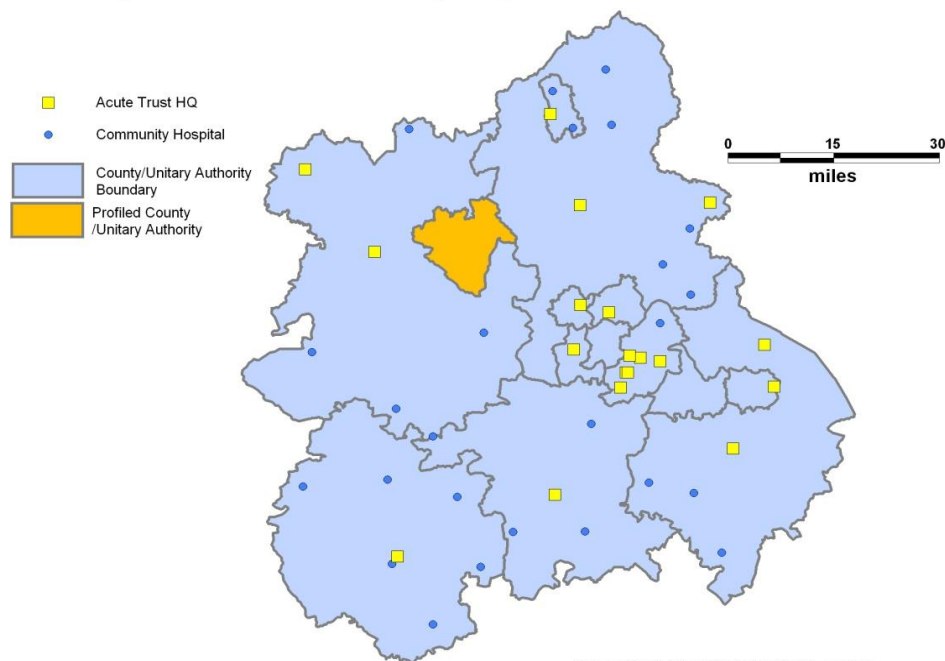 Acute Trust HQ
Community Hospital
County/Unitary Authority
Boundary
Profiled County
/Unitary Authority
0 15 30
miles